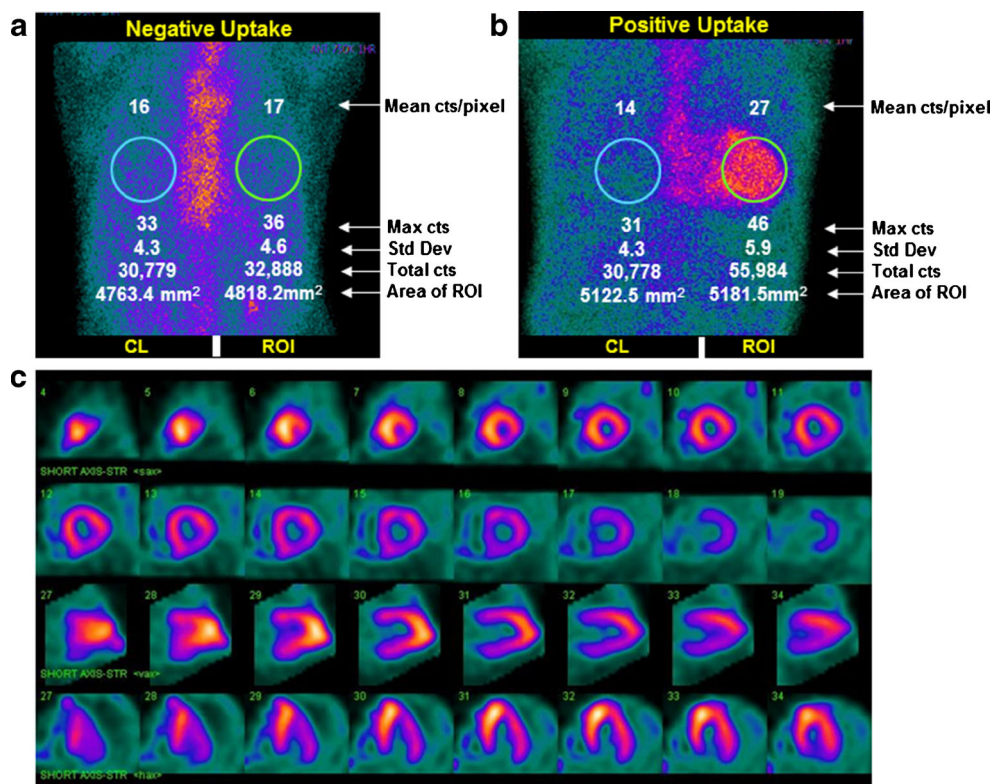 a
Negative Uptake
16 17
33 36
4.3 4.6
30,779 32,888
4763.4 mm² 4818.2mm²
CL ROI
Mean cts/pixel
Max cts
Std Dev
Total cts
Area of ROI
b
Positive Uptake
1HR
14 27
31 46
4.3 5.9
30,778 55,984
5122.5 mm² 5181.5mm²
CL ROI
Mean cts/pixel
Max cts
Std Dev
Total cts
Area of ROI
c
4 5 6 7 8 9 10 11
SHORT AXIS-STR <sax>
12 13 14 15 16 17 18 19
27 28 29 30 31 32 33 34
SHORT AXIS-STR <vax>
27 28 29 30 31 32 33 34
SHORT AXIS-STR <hax>